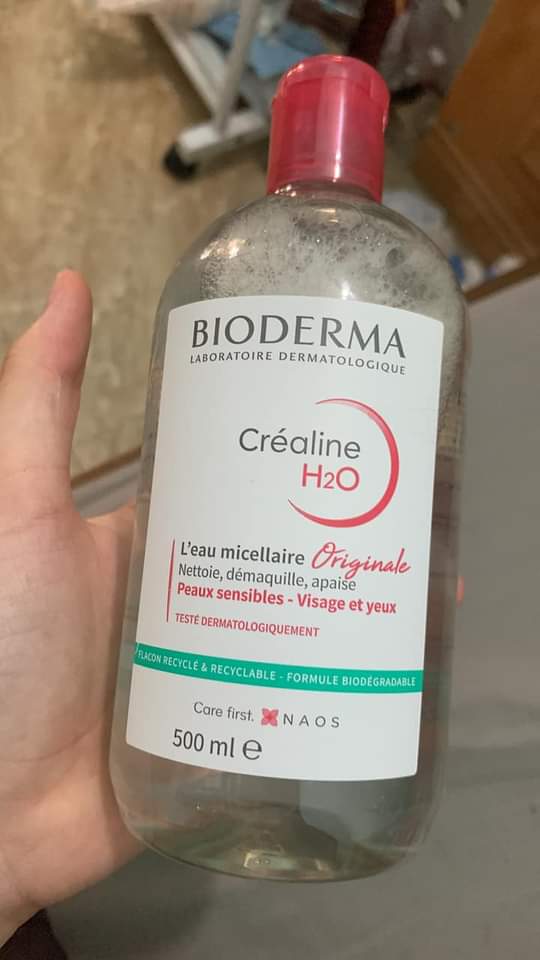 BIODERMA
LABORATOIRE DERMATOLOGIQUE
Créaline
H2O
L'eau micellaire Originale
Nettoie, démaquille, apaise
Peaux sensibles - Visage et yeux
TESTÉ DERMATOLOGIQUEMENT
FLACON RECYCLÉ & RECYCLABLE - FORMULE BIODÉGRADABLE
Care first. NAOS
500 ml ℮